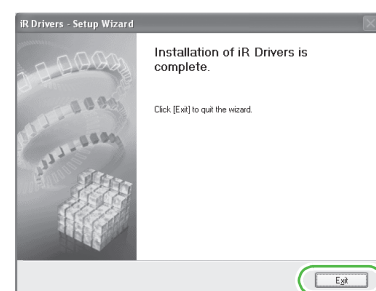 iR Drivers - Setup Wizard
Installation of iR Drivers is
complete.
Click [Exit] to quit the wizard.
Exit